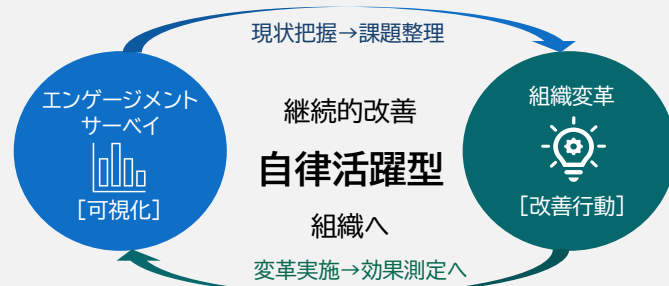 現状把握→課題整理
エンゲージメント
サーベイ
[可視化]
継続的改善
自律活躍型
組織へ
組織変革
[改善行動]
変革実施→効果測定へ